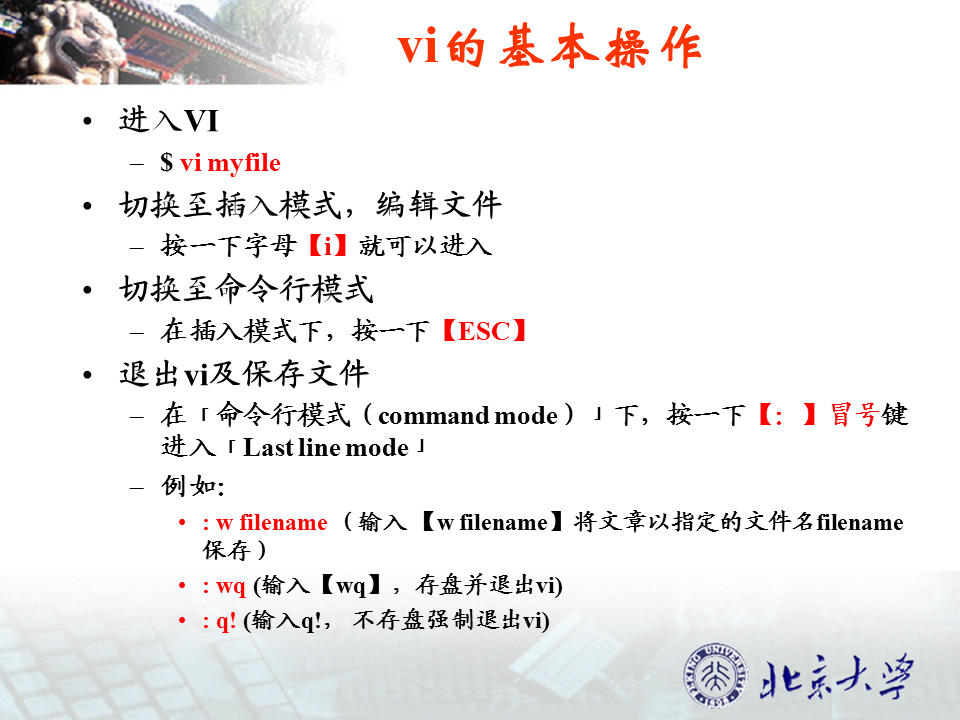 vi的基本操作
• 进入VI
– $ vi myfile
• 切换至插入模式，编辑文件
– 按一下字母【i】就可以进入
• 切换至命令行模式
– 在插入模式下，按一下【ESC】
• 退出vi及保存文件
– 在「命令行模式（command mode）」下，按一下【：】冒号键
进入「Last line mode」
– 例如：
• : w filename （输入 【w filename】将文章以指定的文件名filename
保存）
• : wq (输入【wq】，存盘并退出vi)
• : q! (输入q!， 不存盘强制退出vi)
PEKING UNIVERSITY
1898
北京大学